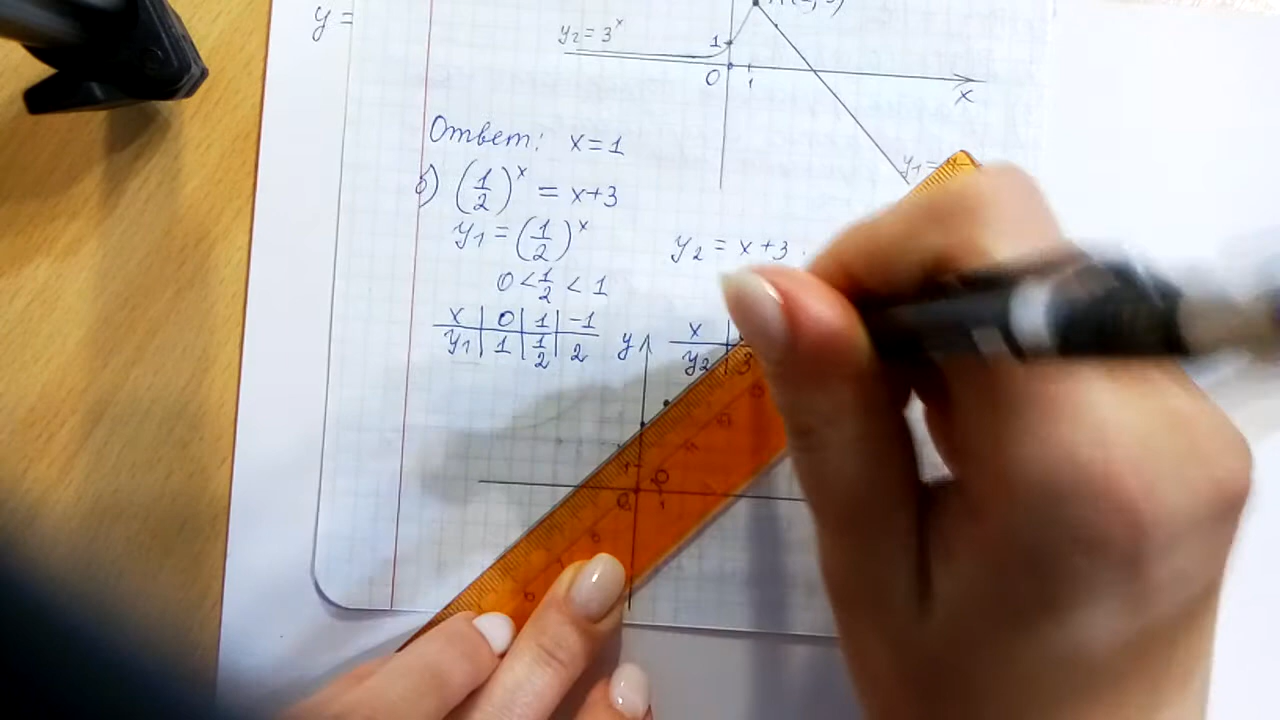 y =
y₂ = 3ˣ
1
0 1 x
y₁ =
Ответ: x = 1
б) (1/2)ˣ = x+3
y₁ = (1/2)ˣ y₂ = x+3
0 < 1/2 < 1
x | 0 | 1 | -1
y₁ | 1 | 1/2 | 2
y
x
y₂ | 3
1
0 1